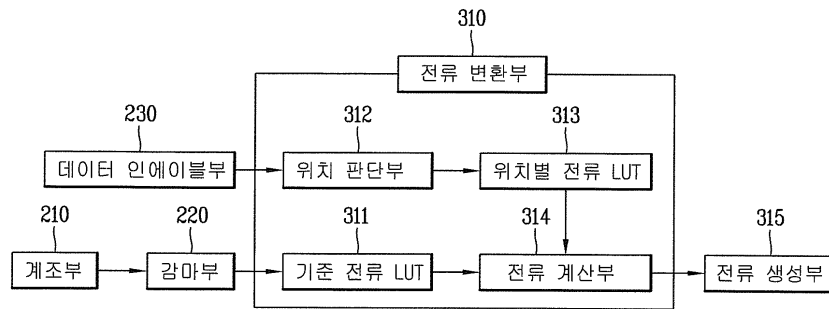 310
전류 변환부
230
312
313
데이터 인에이블부
위치 판단부
위치별 전류 LUT
210
220
311
314
315
계조부
감마부
기준 전류 LUT
전류 계산부
전류 생성부